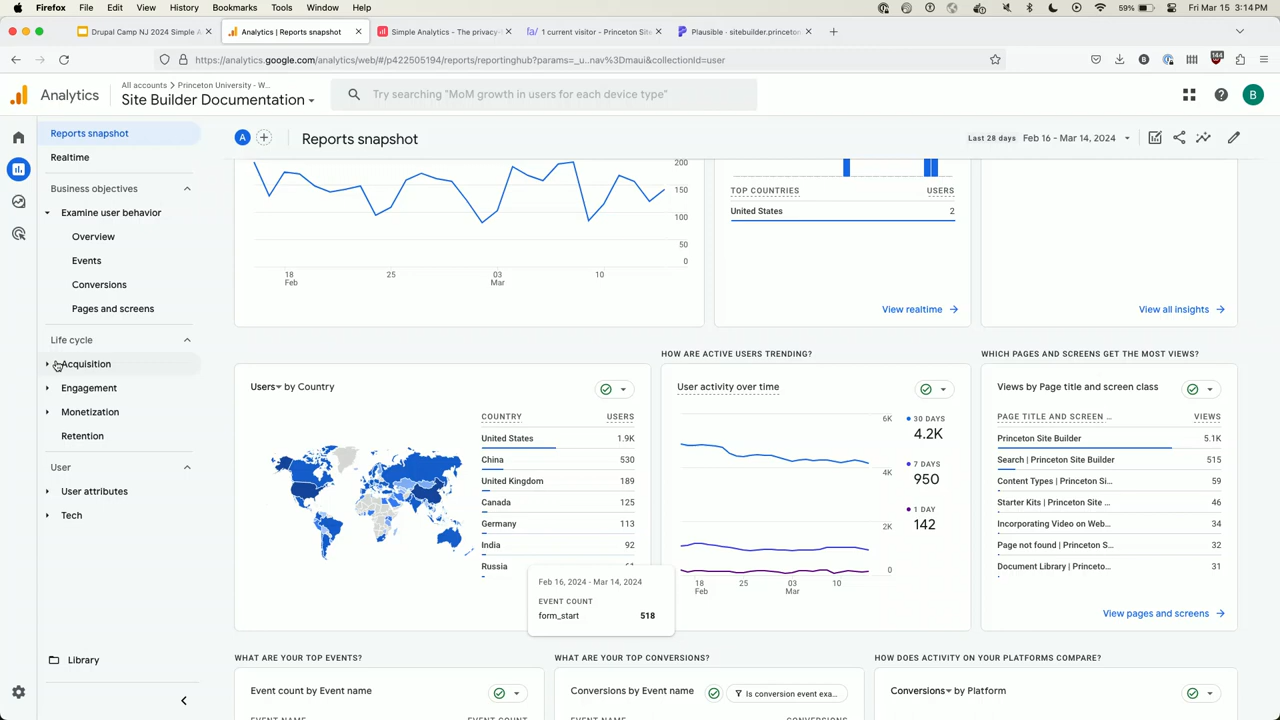 Firefox File Edit View History Bookmarks Tools Window Help 59% Fri Mar 15 3:14 PM
Drupal Camp NJ 2024 Simple A Analytics | Reports snapshot Simple Analytics - The privacy-f 1 current visitor - Princeton Site Plausible · sitebuilder.princeton
https://analytics.google.com/analytics/web/#/p422505194/reports/reportinghub?params=_u..nav%3Dmaui&collectionId=user
144
Analytics
All accounts > Princeton University - W...
Site Builder Documentation
Try searching "MoM growth in users for each device type"
B
Reports snapshot
Realtime
Business objectives
Examine user behavior
Overview
Events
Conversions
Pages and screens
Life cycle
Acquisition
Engagement
Monetization
Retention
User
User attributes
Tech
Library
A
Reports snapshot
Last 28 days Feb 16 - Mar 14, 2024
200
150
100
50
0
18
Feb
25
03
Mar
10
TOP COUNTRIES USERS
United States 2
View realtime
View all insights
Users by Country
COUNTRY USERS
United States 1.9K
China 530
United Kingdom 189
Canada 125
Germany 113
India 92
Russia
Feb 16, 2024 - Mar 14, 2024
EVENT COUNT
form_start 518
HOW ARE ACTIVE USERS TRENDING?
User activity over time
6K
4K
2K
0
18
Feb
25
03
Mar
10
30 DAYS
4.2K
7 DAYS
950
1 DAY
142
WHICH PAGES AND SCREENS GET THE MOST VIEWS?
Views by Page title and screen class
PAGE TITLE AND SCREEN ... VIEWS
Princeton Site Builder 5.1K
Search | Princeton Site Builder 515
Content Types | Princeton Si... 59
Starter Kits | Princeton Site ... 46
Incorporating Video on Web... 34
Page not found | Princeton S... 32
Document Library | Princeto... 31
View pages and screens
WHAT ARE YOUR TOP EVENTS?
Event count by Event name
EVENT NAME EVENT COUNT
WHAT ARE YOUR TOP CONVERSIONS?
Conversions by Event name
Is conversion event exa...
EVENT NAME CONVERSIONS
HOW DOES ACTIVITY ON YOUR PLATFORMS COMPARE?
Conversions by Platform